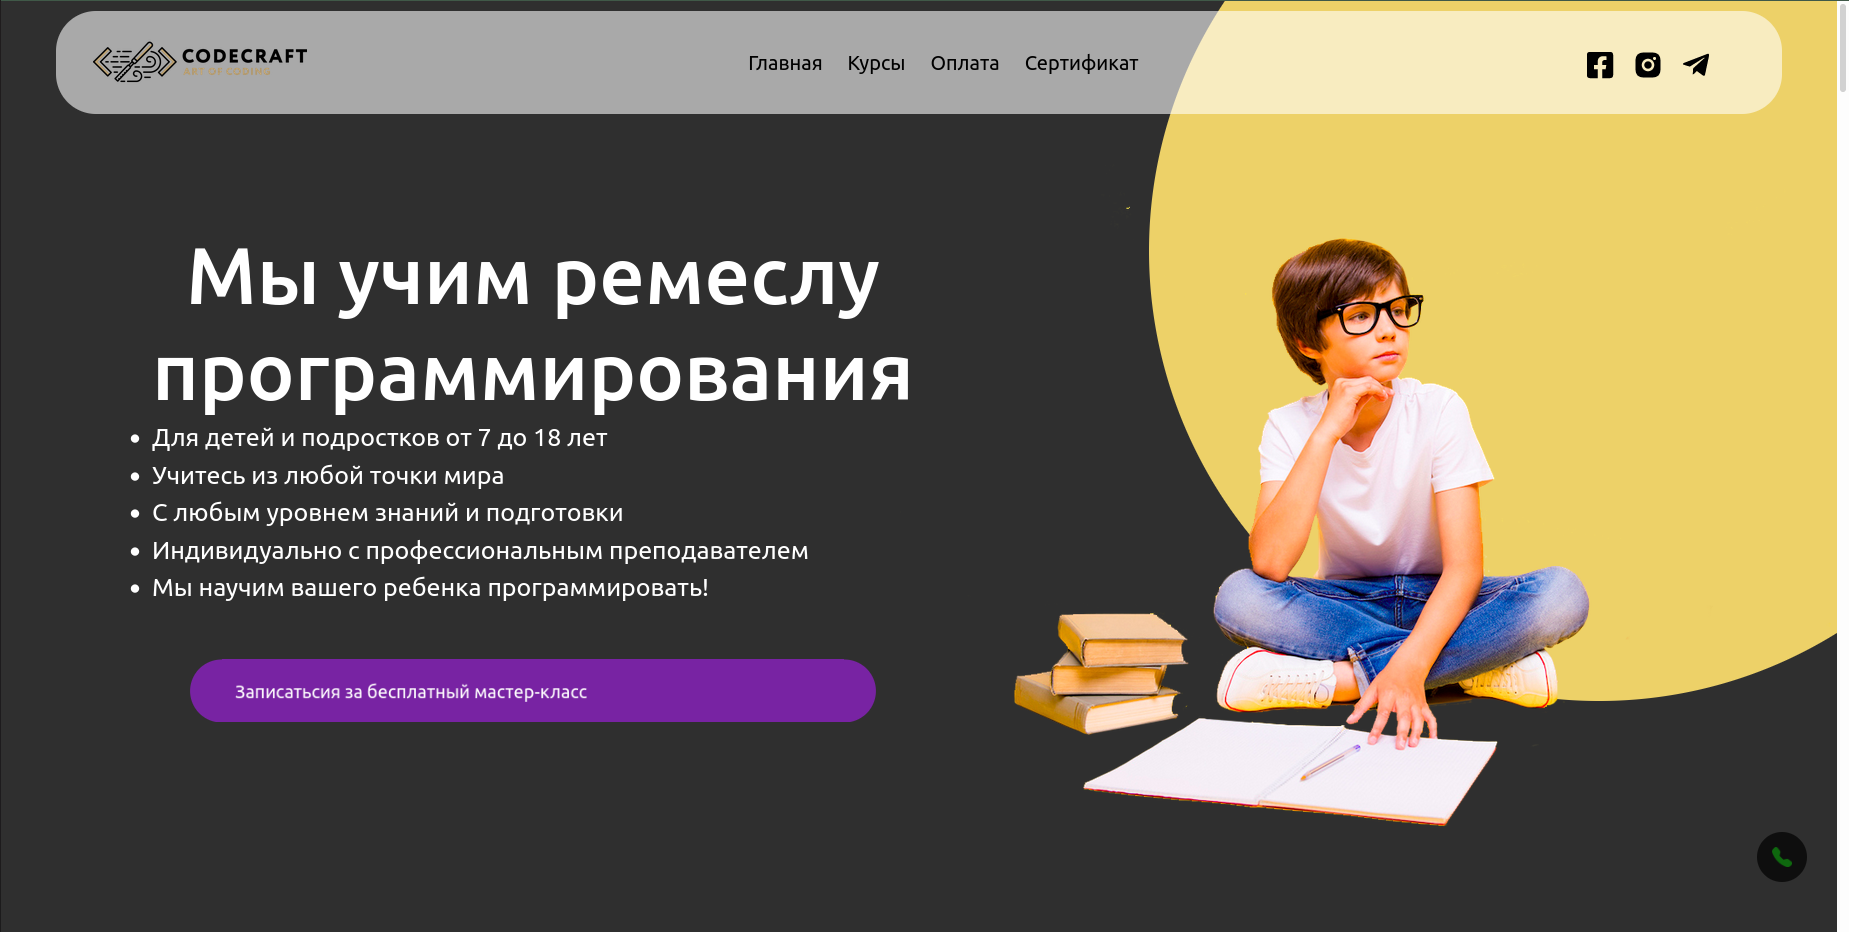 CODECRAFT
ART OF CODING
Главная Курсы Оплата Сертификат
Мы учим ремеслу
программирования
Для детей и подростков от 7 до 18 лет
Учитесь из любой точки мира
С любым уровнем знаний и подготовки
Индивидуально с профессиональным преподавателем
Мы научим вашего ребенка программировать!
Записатьсия за бесплатный мастер-класс